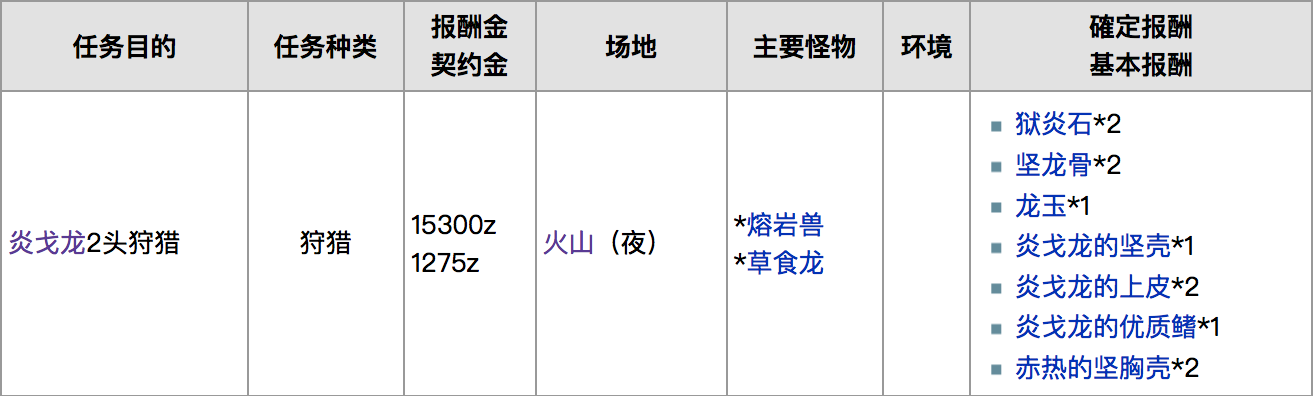 任务目的
任务种类
报酬金
契约金
场地
主要怪物
环境
確定报酬
基本报酬
炎戈龙2头狩猎
狩猎
15300z
1275z
火山（夜）
*熔岩兽
*草食龙
狱炎石*2
坚龙骨*2
龙玉*1
炎戈龙的坚壳*1
炎戈龙的上皮*2
炎戈龙的优质鳍*1
赤热的坚胸壳*2